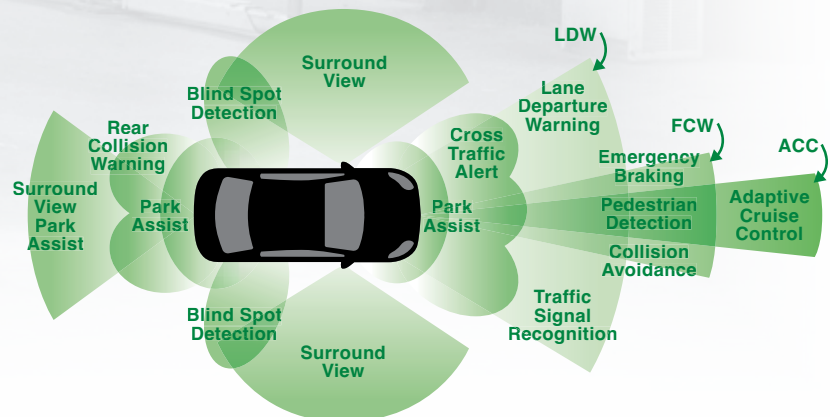 LDW
Surround
View
Lane
Departure
Warning
Blind Spot
Detection
FCW
Rear
Collision
Warning
Cross
Traffic
Alert
ACC
Emergency
Braking
Surround
View
Park
Assist
Park
Assist
Park
Assist
Pedestrian
Detection
Adaptive
Cruise
Control
Collision
Avoidance
Traffic
Signal
Recognition
Blind Spot
Detection
Surround
View